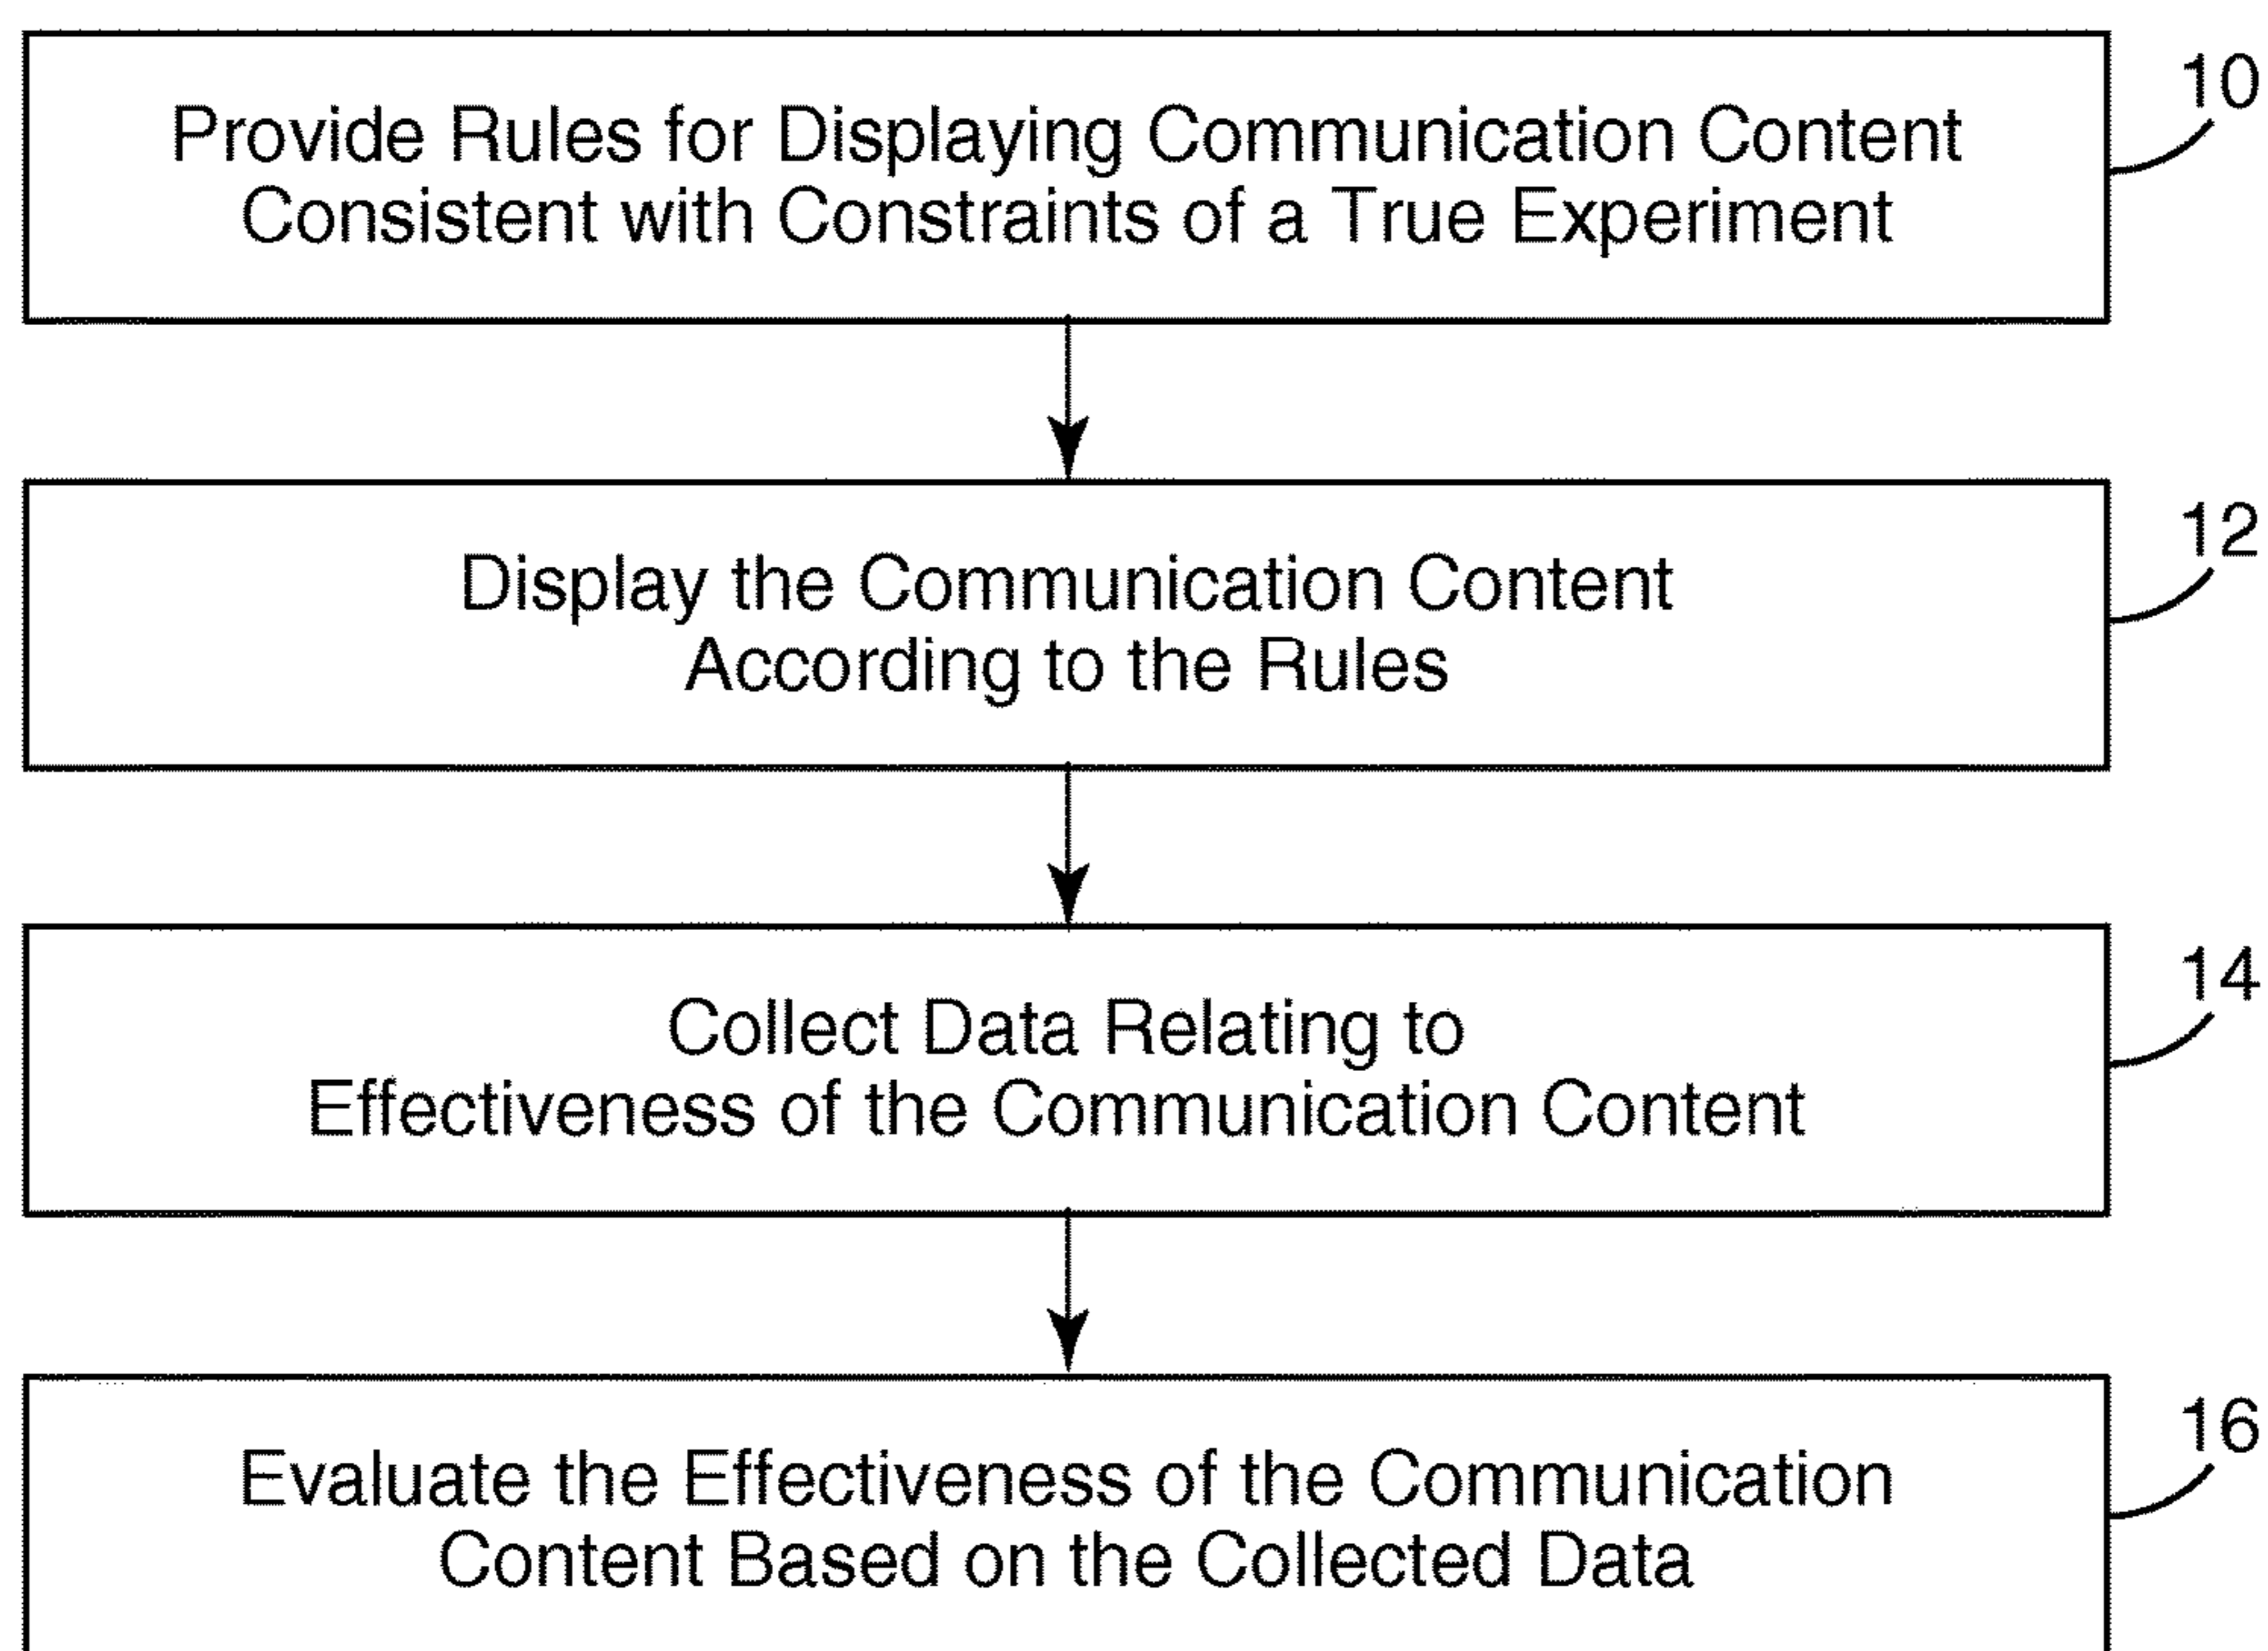 Provide Rules for Displaying Communication Content
Consistent with Constraints of a True Experiment
10
Display the Communication Content
According to the Rules
12
Collect Data Relating to
Effectiveness of the Communication Content
14
Evaluate the Effectiveness of the Communication
Content Based on the Collected Data
16